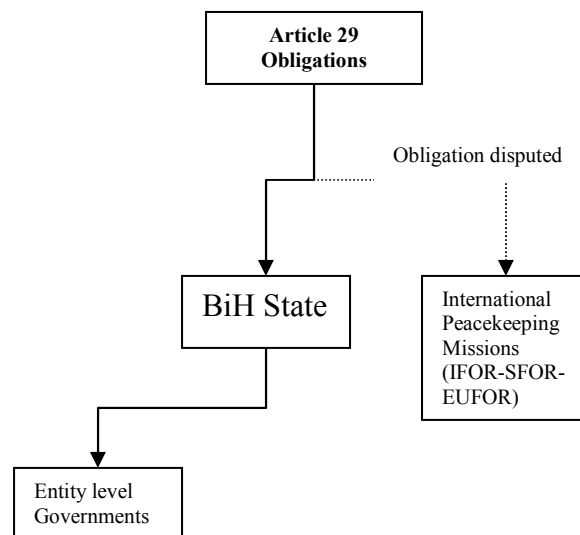 Article 29
Obligations
Obligation disputed
BiH State
International
Peacekeeping
Missions
(IFOR-SFOR-
EUFOR)
Entity level
Governments